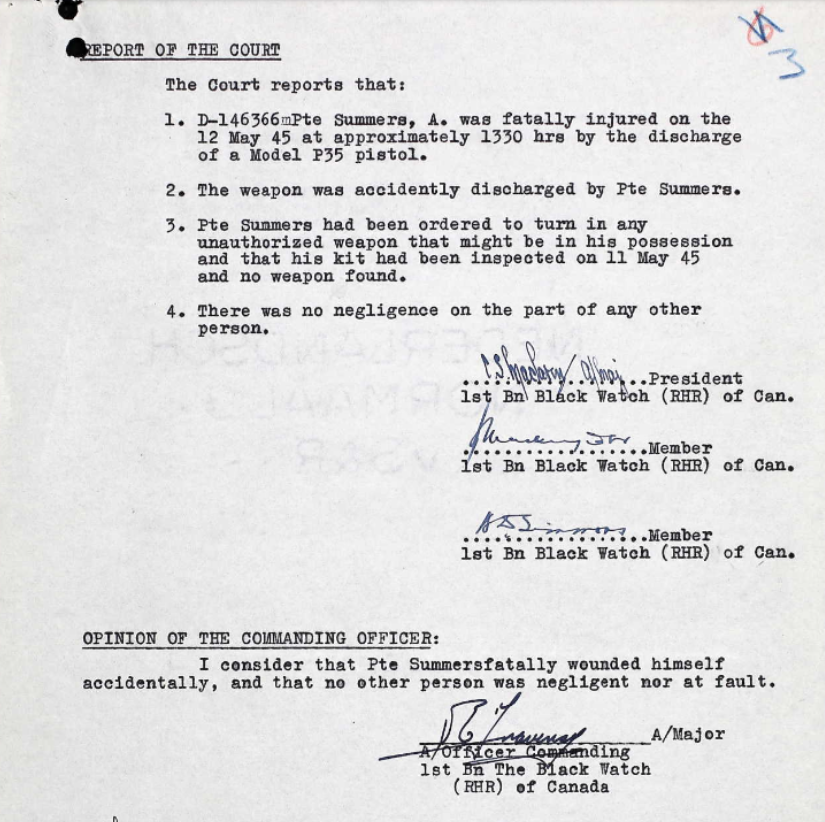 3
REPORT OF THE COURT
The Court reports that:
1. D-146366mPte Summers, A. was fatally injured on the
12 May 45 at approximately 1330 hrs by the discharge
of a Model P35 pistol.
2. The weapon was accidently discharged by Pte Summers.
3. Pte Summers had been ordered to turn in any
unauthorized weapon that might be in his possession
and that his kit had been inspected on 11 May 45
and no weapon found.
4. There was no negligence on the part of any other
person.
President
1st Bn Black Watch (RHR) of Can.
Member
1st Bn Black Watch (RHR) of Can.
Member
1st Bn Black Watch (RHR) of Can.
OPINION OF THE COMMANDING OFFICER:
I consider that Pte Summersfatally wounded himself
accidentally, and that no other person was negligent nor at fault.
A/Major
A/Officer Commanding
1st Bn The Black Watch
(RHR) of Canada